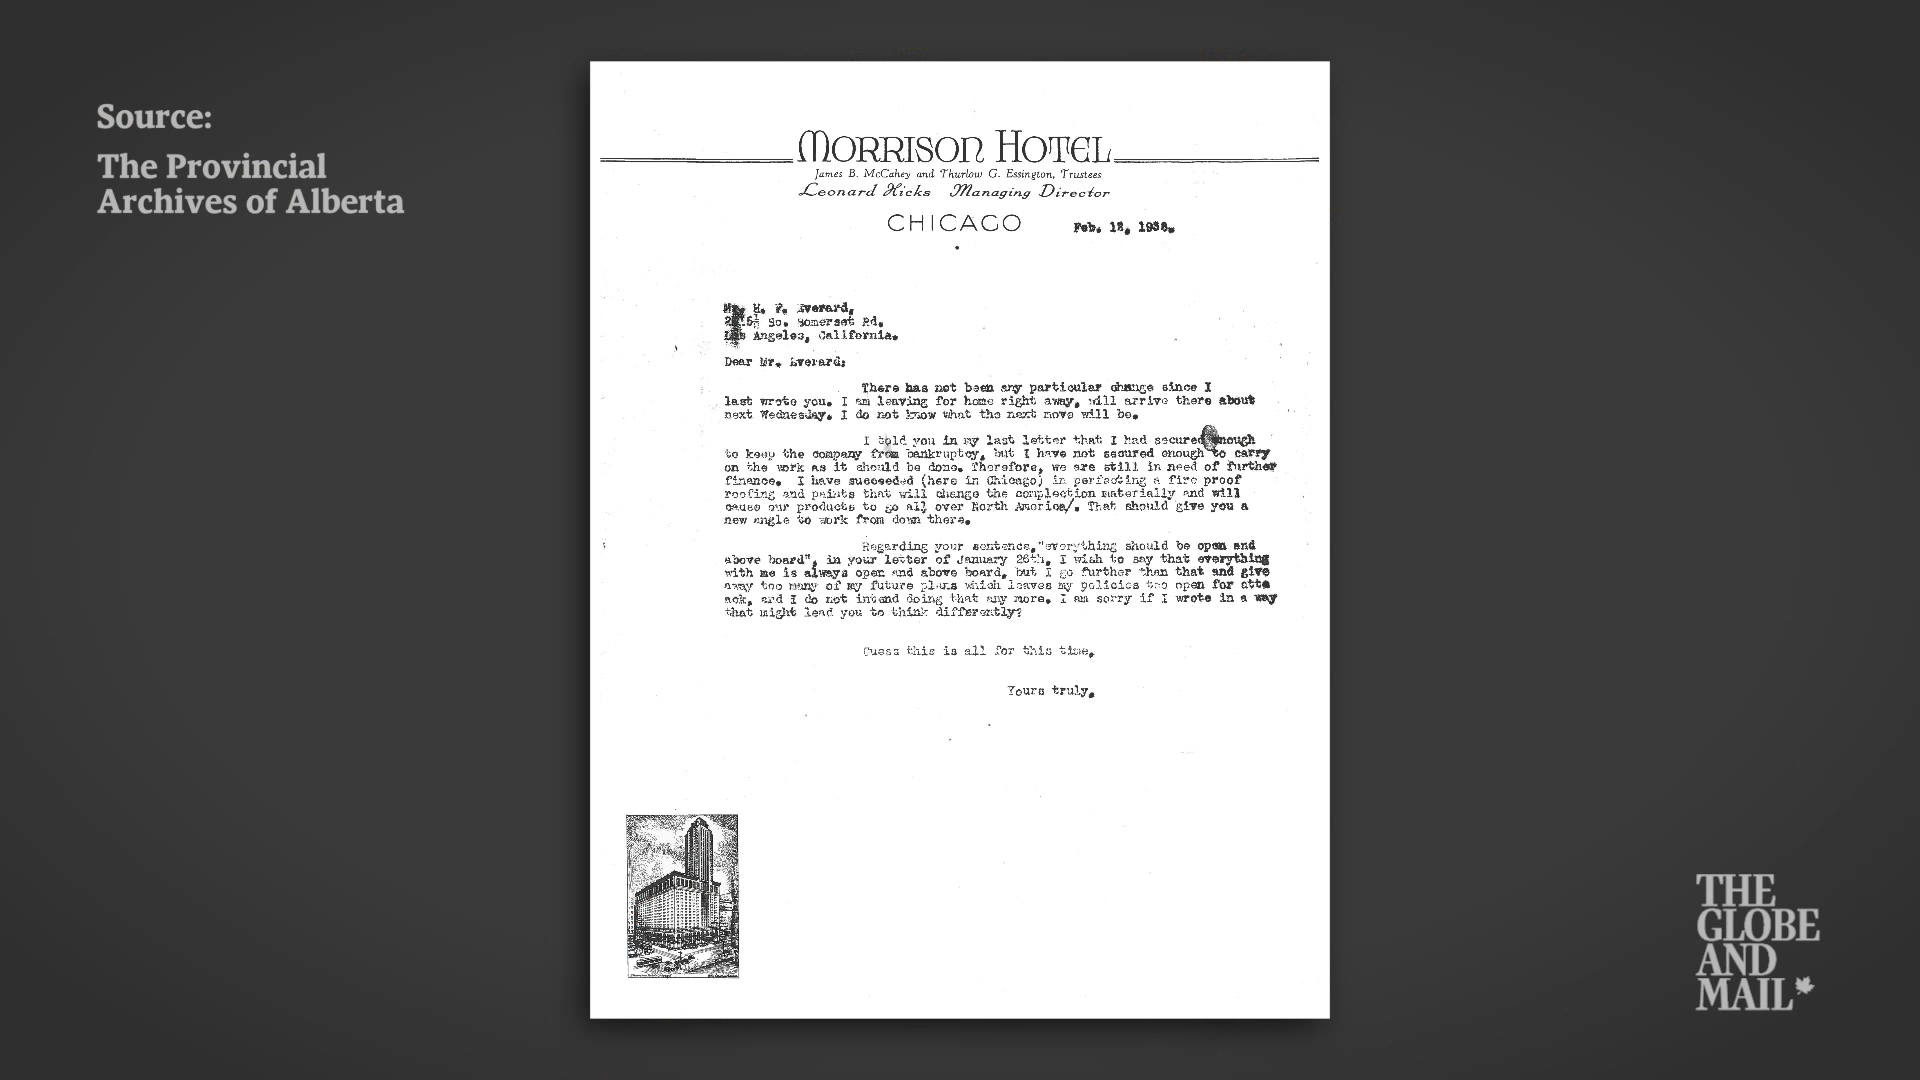 Source:
The Provincial
Archives of Alberta
MORRISON HOTEL
James B. McCahey and Thurlow G. Essington, Trustees
Leonard Hicks Managing Director
CHICAGO
Feb. 12, 1938.
Mr. H. F. Everard,
So. Somerset Rd.
Los Angeles, California.
Dear Mr. Everard:
There has not been any particular change since I
last wrote you. I am leaving for home right away, will arrive there about
next Wednesday. I do not know what the next move will be.
I told you in my last letter that I had secured enough
to keep the company from bankruptcy, but I have not secured enough to carry
on the work as it should be done. Therefore, we are still in need of further
finance. I have succeeded (here in Chicago) in perfecting a fire proof
roofing and paints that will change the complection materially and will
cause our products to go all over North America/. That should give you a
new angle to work from down there.
Regarding your sentence,"everything should be open and
above board", in your letter of January 26th, I wish to say that everything
with me is always open and above board, but I go further than that and give
away too many of my future plans which leaves my policies too open for atta
ack, and I do not intend doing that any more. I am sorry if I wrote in a way
that might lead you to think differently?
Guess this is all for this time.
Yours truly,
THE
GLOBE
AND
MAIL